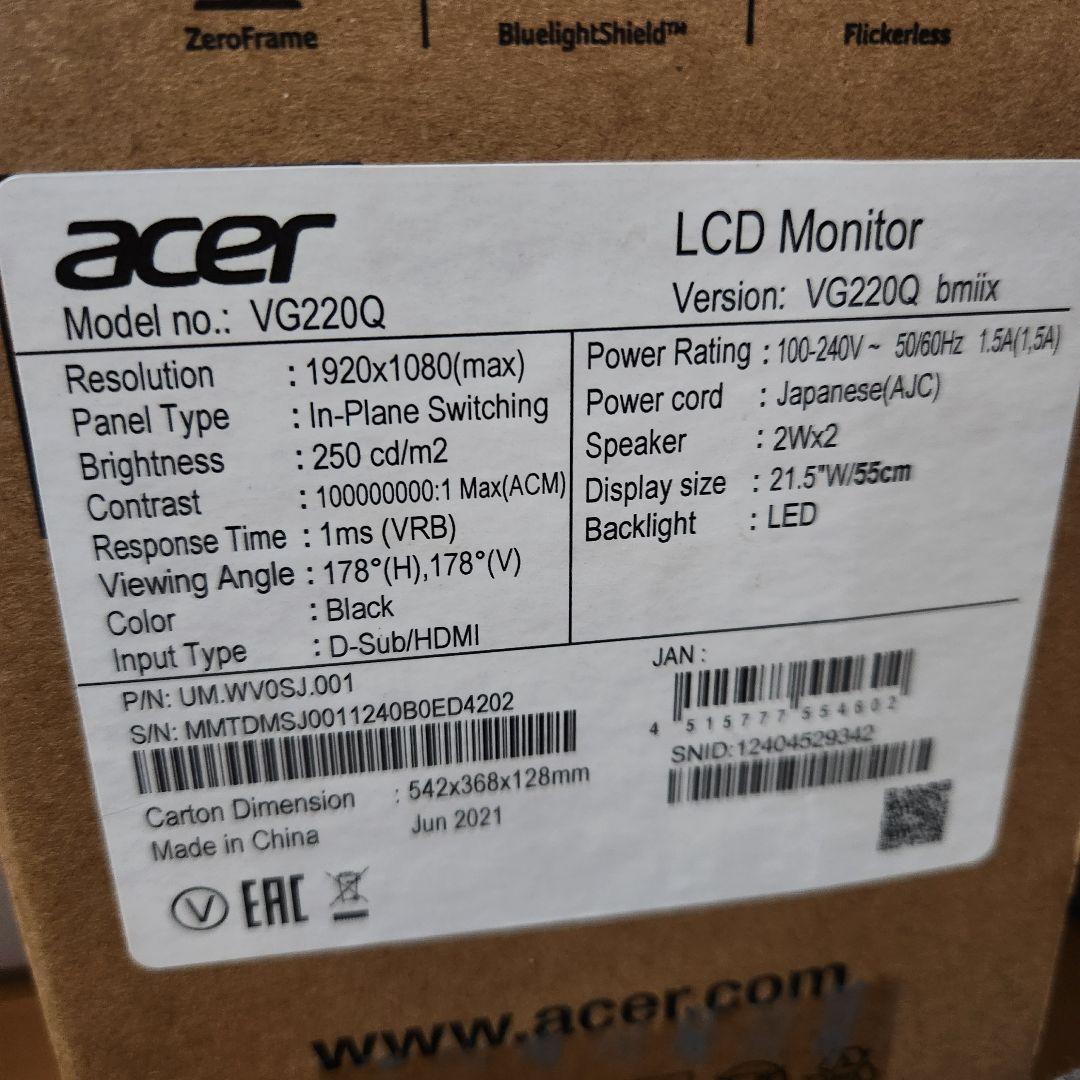 ZeroFrame
BluelightShield™
Flickerless
acer
LCD Monitor
Model no.: VG220Q
Version: VG220Q bmiix
Resolution : 1920x1080(max)
Panel Type : In-Plane Switching
Brightness : 250 cd/m2
Contrast : 100000000:1 Max(ACM)
Response Time : 1ms (VRB)
Viewing Angle : 178°(H),178°(V)
Color : Black
Input Type : D-Sub/HDMI
Power Rating : 100-240V~ 50/60Hz 1.5A(1,5A)
Power cord : Japanese(AJC)
Speaker : 2Wx2
Display size : 21.5"W/55cm
Backlight : LED
P/N: UM.WV0SJ.001
S/N: MMTDMSJ0011240B0ED4202
JAN :
4 515777 554602
SNID:12404529342
Carton Dimension : 542x368x128mm
Made in China Jun 2021
V EAC
www.acer.com